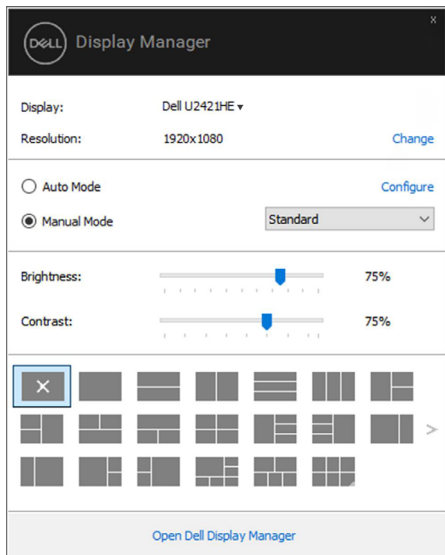 x
DELL Display Manager
Display: Dell U2421HE ▾
Resolution: 1920x1080 Change
Auto Mode Configure
Manual Mode Standard
Brightness: 75%
Contrast: 75%
Open Dell Display Manager